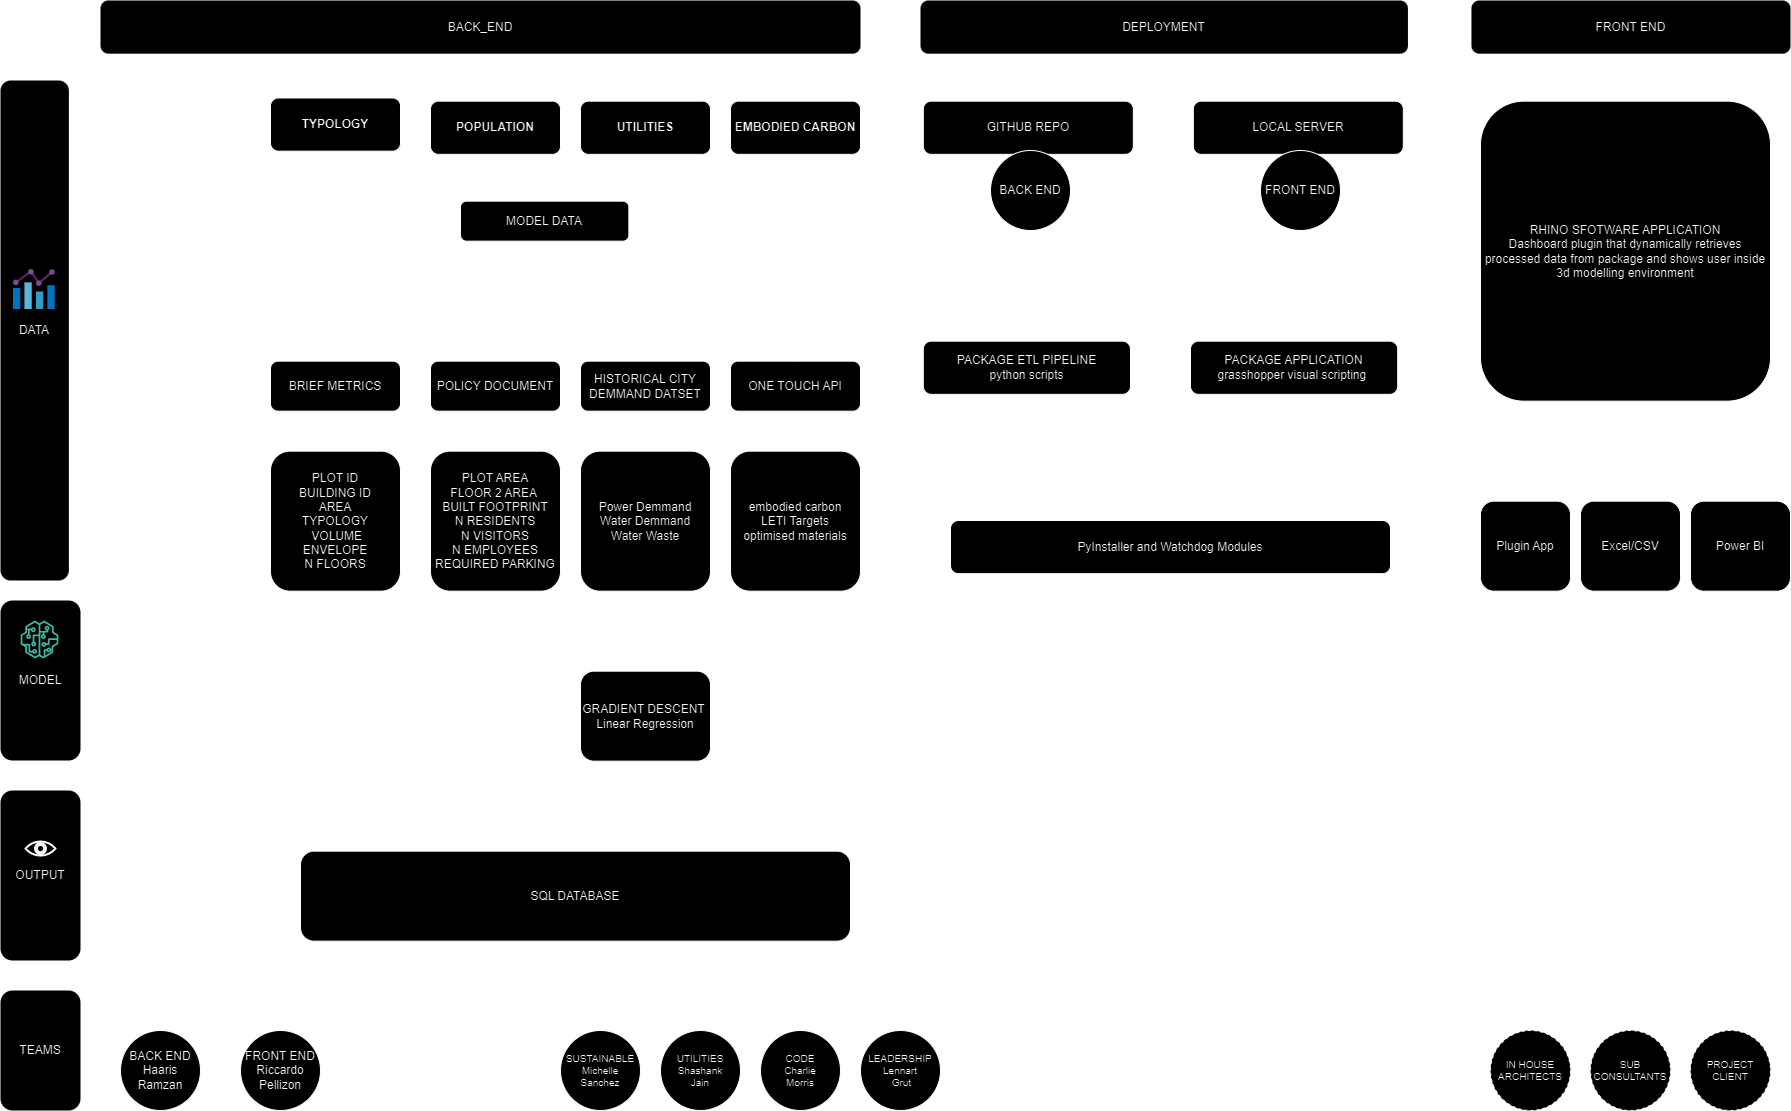 BACK_END
DEPLOYMENT
FRONT END
TYPOLOGY
POPULATION
UTILITIES
EMBODIED CARBON
GITHUB REPO
LOCAL SERVER
BACK END
FRONT END
MODEL DATA
RHINO SFOTWARE APPLICATION
Dashboard plugin that dynamically retrieves
processed data from package and shows user inside
3d modelling environment
DATA
BRIEF METRICS
POLICY DOCUMENT
HISTORICAL CITY
DEMMAND DATSET
ONE TOUCH API
PACKAGE ETL PIPELINE
python scripts
PACKAGE APPLICATION
grasshopper visual scripting
PLOT ID
BUILDING ID
AREA
TYPOLOGY
VOLUME
ENVELOPE
N FLOORS
PLOT AREA
FLOOR 2 AREA
BUILT FOOTPRINT
N RESIDENTS
N VISITORS
N EMPLOYEES
REQUIRED PARKING
Power Demmand
Water Demmand
Water Waste
embodied carbon
LETI Targets
optimised materials
PyInstaller and Watchdog Modules
Plugin App
Excel/CSV
Power BI
MODEL
GRADIENT DESCENT
Linear Regression
OUTPUT
SQL DATABASE
TEAMS
BACK END
Haaris
Ramzan
FRONT END
Riccardo
Pellizon
SUSTAINABLE
Michelle
Sanchez
UTILITIES
Shashank
Jain
CODE
Charlie
Morris
LEADERSHIP
Lennart
Grut
IN HOUSE
ARCHITECTS
SUB
CONSULTANTS
PROJECT
CLIENT